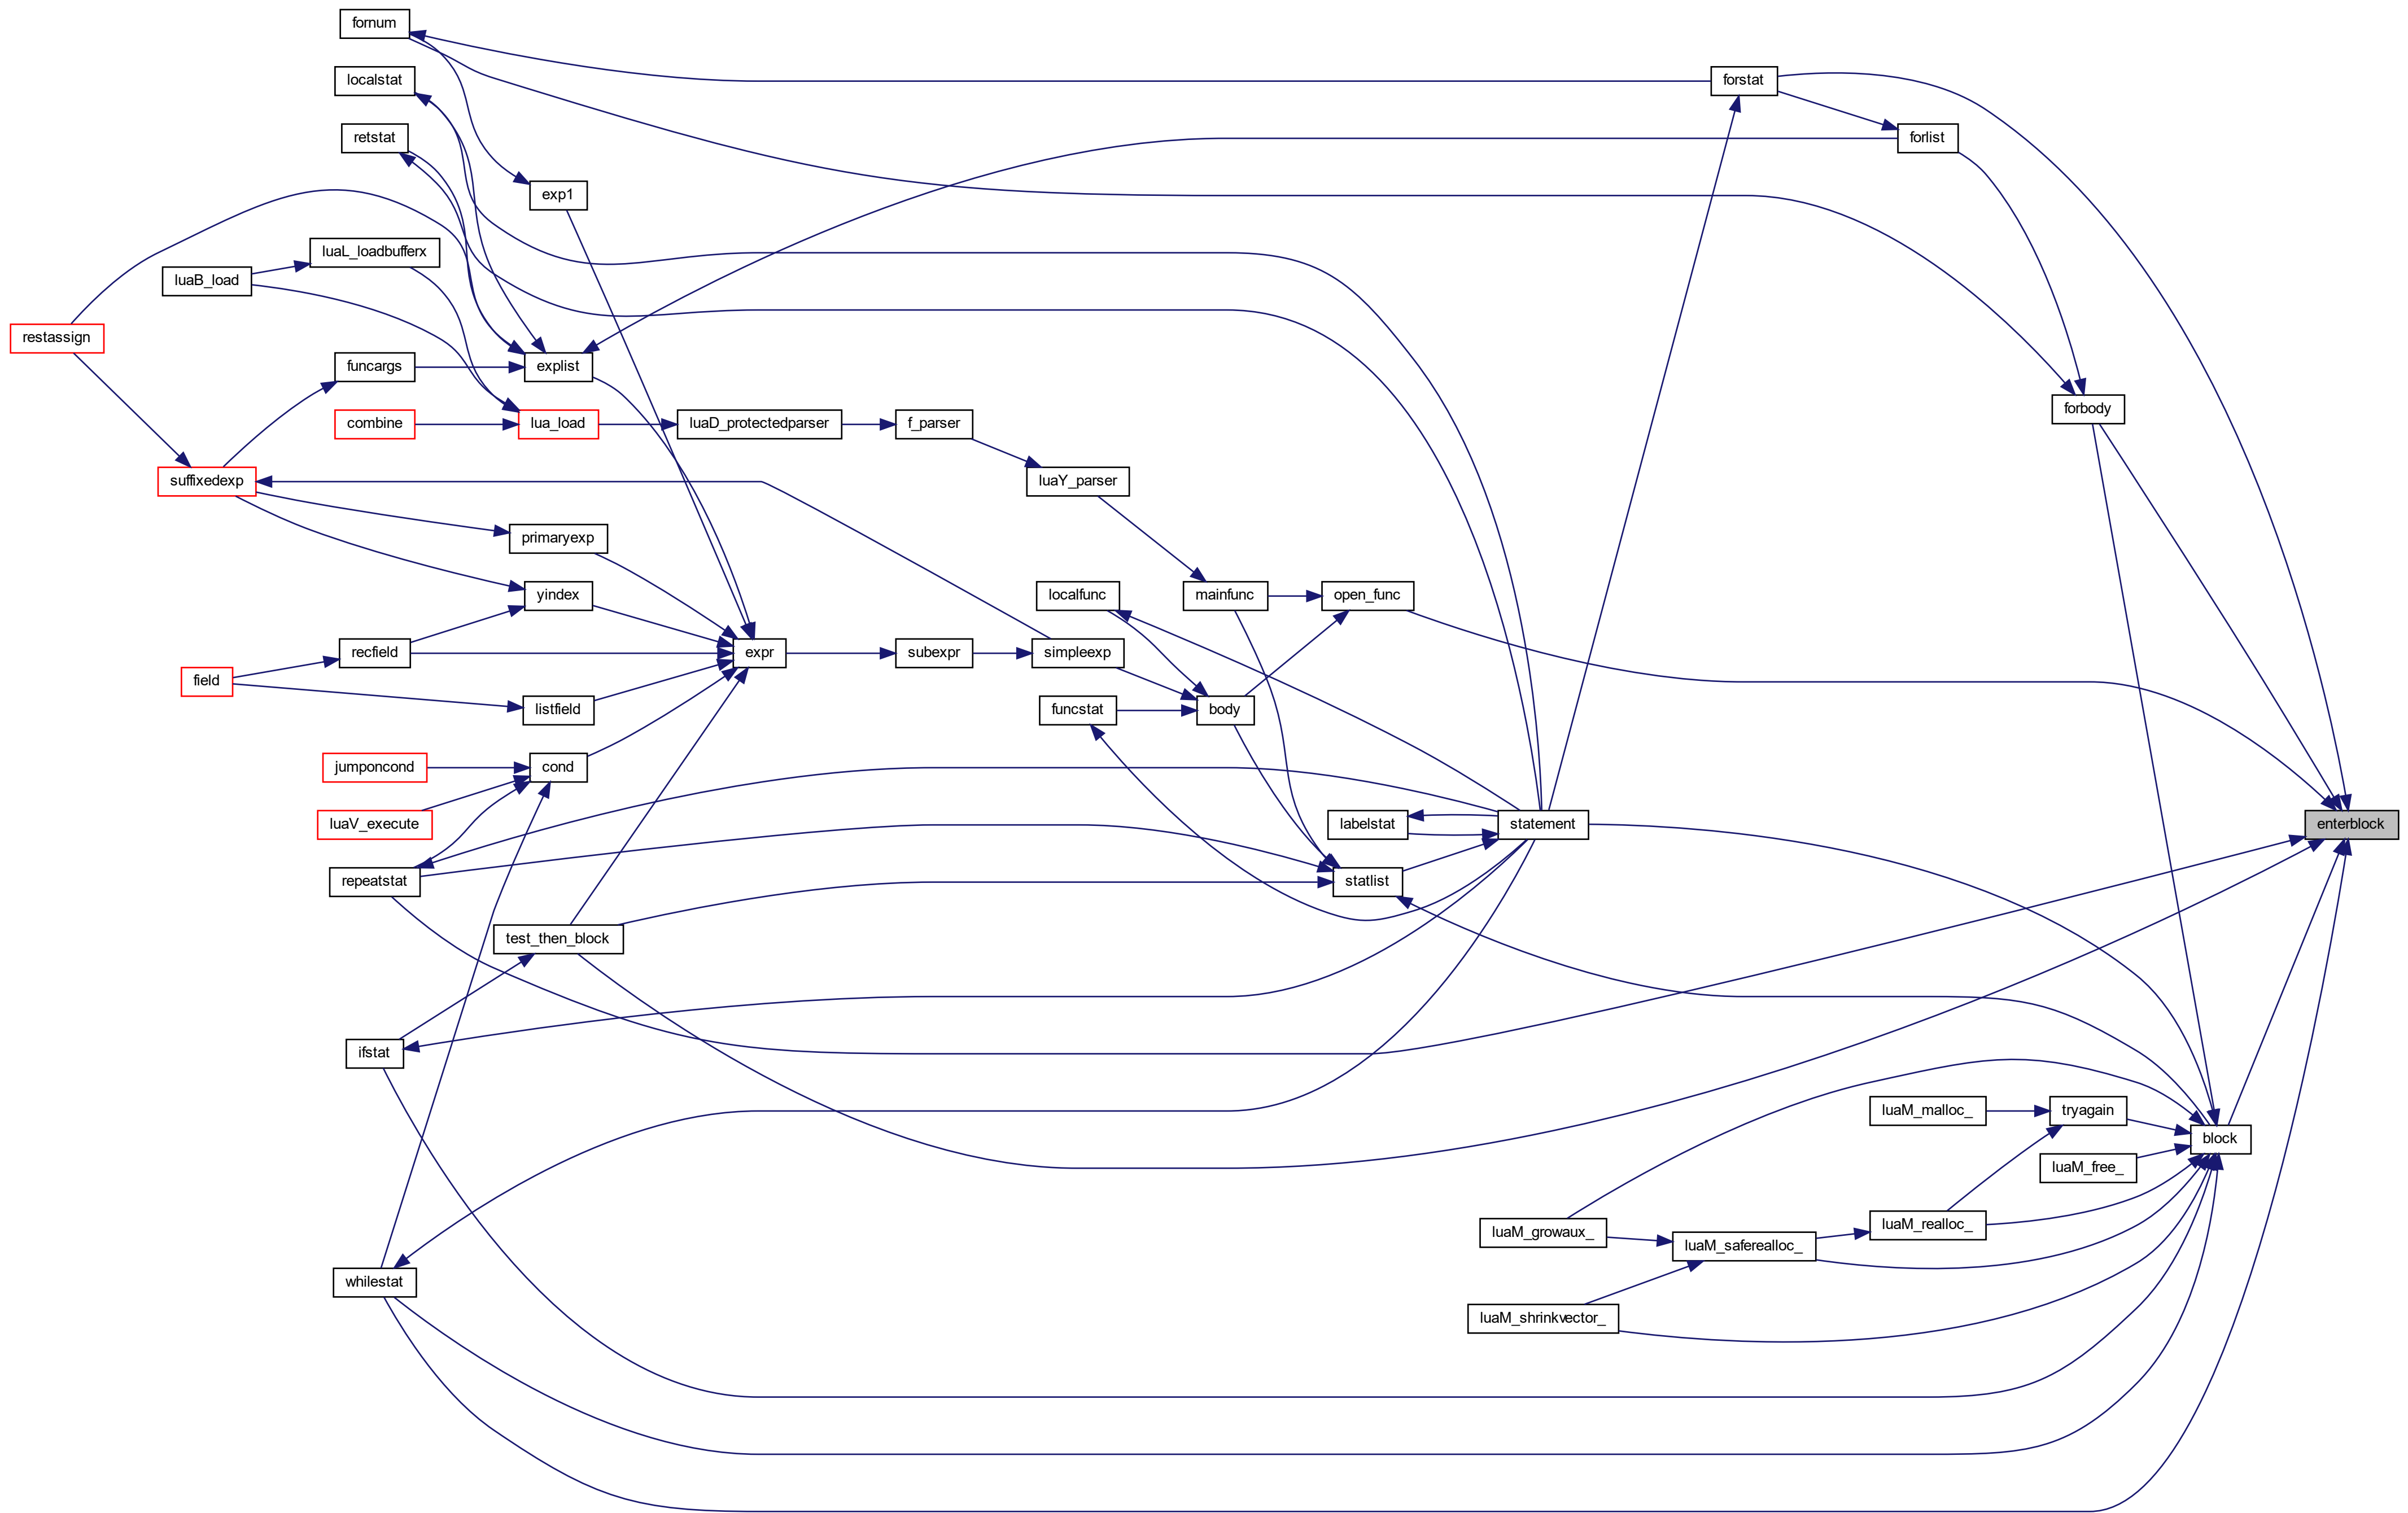 fornum
localstat
forstat
retstat
forlist
exp1
luaL_loadbufferx
luaB_load
restassign
funcargs
explist
forbody
combine
lua_load
luaD_protectedparser
f_parser
suffixedexp
luaY_parser
primaryexp
yindex
localfunc
mainfunc
open_func
recfield
expr
subexpr
simpleexp
field
listfield
funcstat
body
jumponcond
cond
luaV_execute
labelstat
statement
enterblock
repeatstat
statlist
test_then_block
ifstat
luaM_malloc_
tryagain
block
luaM_free_
luaM_growaux_
luaM_saferealloc_
luaM_realloc_
whilestat
luaM_shrinkvector_